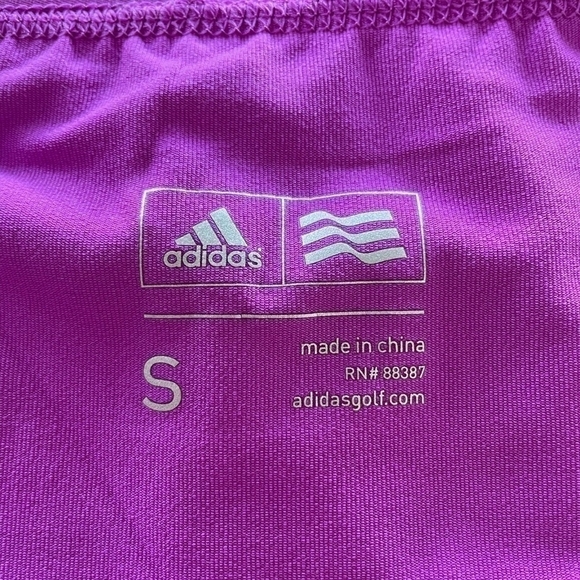 adidas
S
made in china
RN# 88387
adidasgolf.com